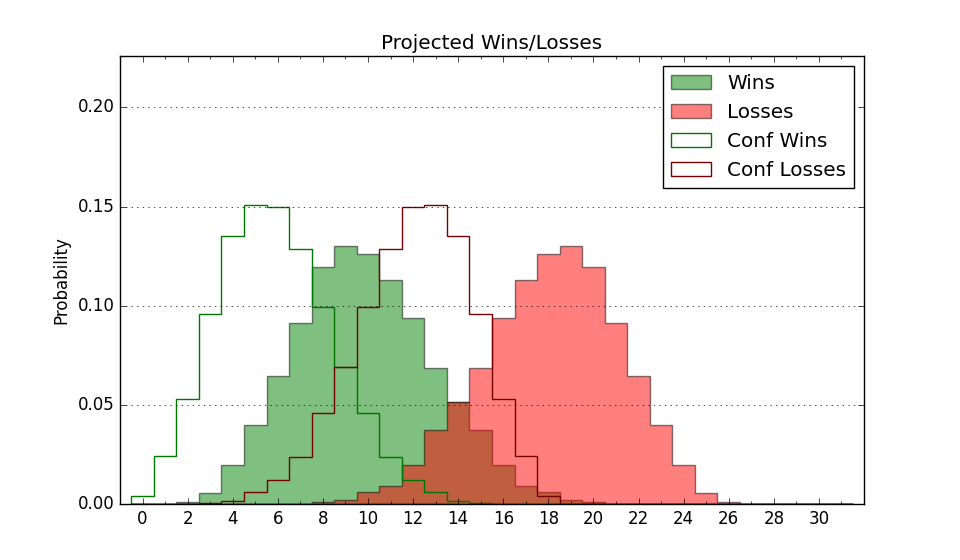 Projected Wins/Losses
Wins
Losses
Conf Wins
Conf Losses
Probability
0.20
0.15
0.10
0.05
0.00
0 2 4 6 8 10 12 14 16 18 20 22 24 26 28 30